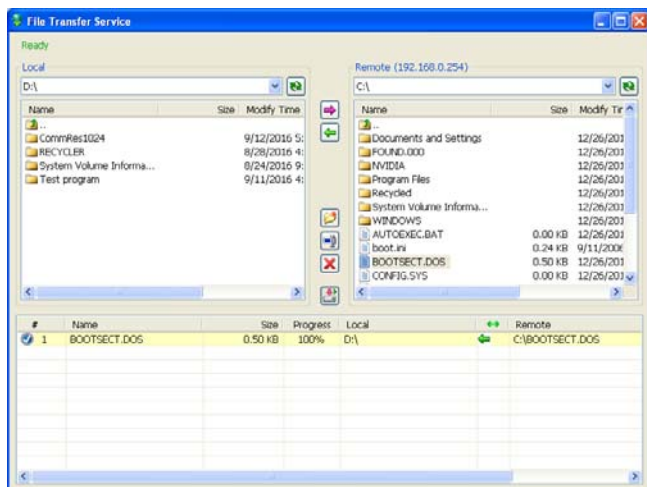 File Transfer Service
Ready
Local
D:\
Name Size Modify Time
..
CommRes1024 9/12/2016 5:
RECYCLER 8/28/2016 4:
System Volume Informa... 8/24/2016 9:
Test program 9/11/2016 4:
Remote (192.168.0.254)
C:\
Name Size Modify Tir
..
Documents and Settings 12/26/201
FOUND.000 12/26/201
NVIDIA 12/26/201
Program Files 12/26/201
Recycled 12/26/201
System Volume Informa... 12/26/201
WINDOWS 12/26/201
AUTOEXEC.BAT 0.00 KB 12/26/201
boot.ini 0.24 KB 9/11/2006
BOOTSECT.DOS 0.50 KB 12/26/201
CONFIG.SYS 0.00 KB 12/26/201
# Name Size Progress Local Remote
1 BOOTSECT.DOS 0.50 KB 100% D:\ C:\BOOTSECT.DOS